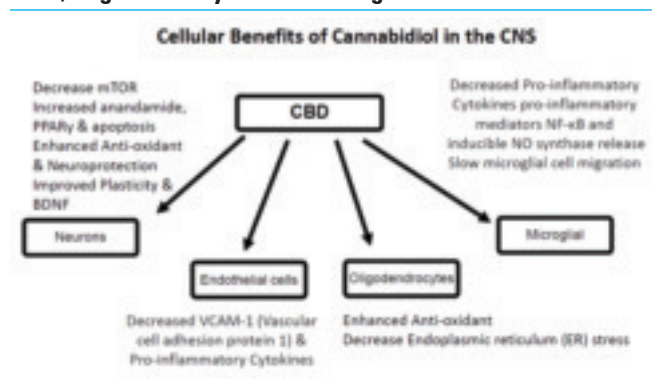 Cellular Benefits of Cannabidiol in the CNS
Decrease mTOR
Increased anandamide,
PPARγ & apoptosis
Enhanced Anti-oxidant
& Neuroprotection
Improved Plasticity &
BDNF
CBD
Decreased Pro-inflammatory
Cytokines pro-inflammatory
mediators NF-κB and
inducible NO synthase release
Slow microglial cell migration
Neurons
Endothelial cells
Oligodendrocytes
Microglial
Decreased VCAM-1 (Vascular
cell adhesion protein 1) &
Pro-inflammatory Cytokines
Enhanced Anti-oxidant
Decrease Endoplasmic reticulum (ER) stress